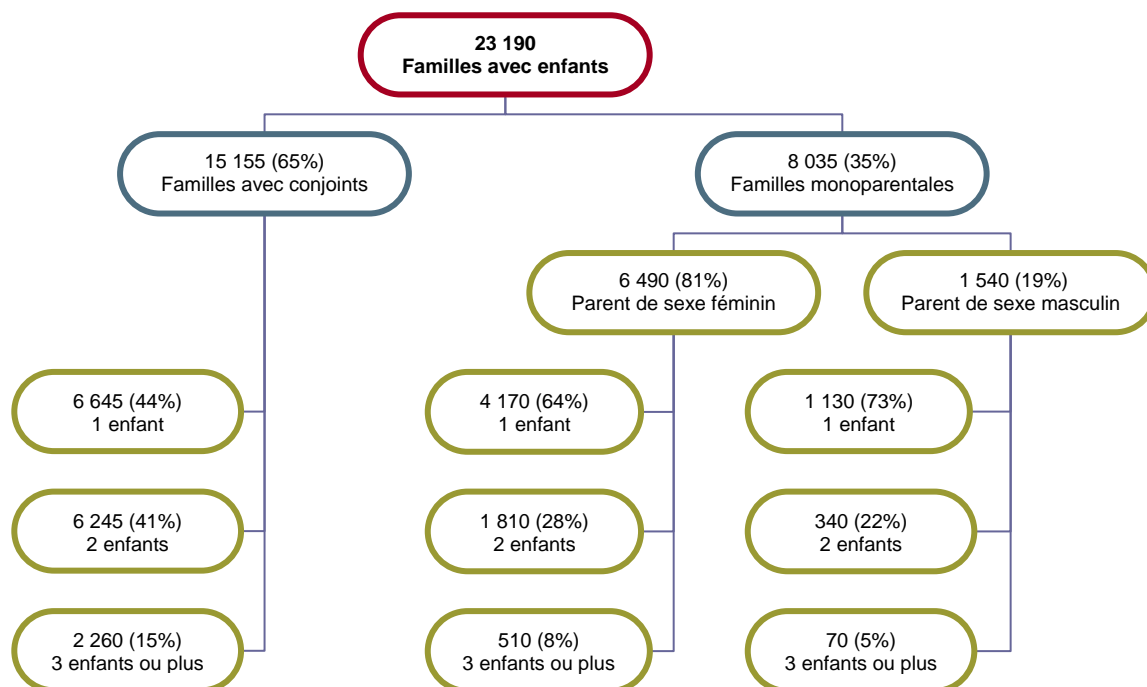 23 190
Familles avec enfants
15 155 (65%)
Familles avec conjoints
8 035 (35%)
Familles monoparentales
6 490 (81%)
Parent de sexe féminin
1 540 (19%)
Parent de sexe masculin
6 645 (44%)
1 enfant
4 170 (64%)
1 enfant
1 130 (73%)
1 enfant
6 245 (41%)
2 enfants
1 810 (28%)
2 enfants
340 (22%)
2 enfants
2 260 (15%)
3 enfants ou plus
510 (8%)
3 enfants ou plus
70 (5%)
3 enfants ou plus